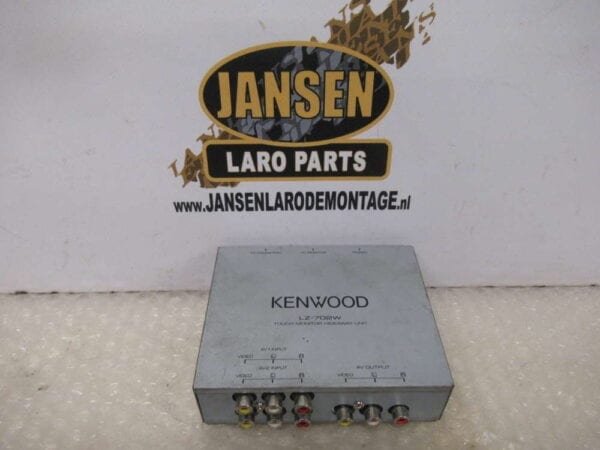 JANSEN
LARO PARTS
www.JANSENLARODEMONTAGE.nl
KENWOOD
LZ-702W
TOUCH MONITOR HIDEAWAY UNIT
AV1 INPUT
VIDEO L R
AV2 INPUT
VIDEO L R
AV OUTPUT
VIDEO L R